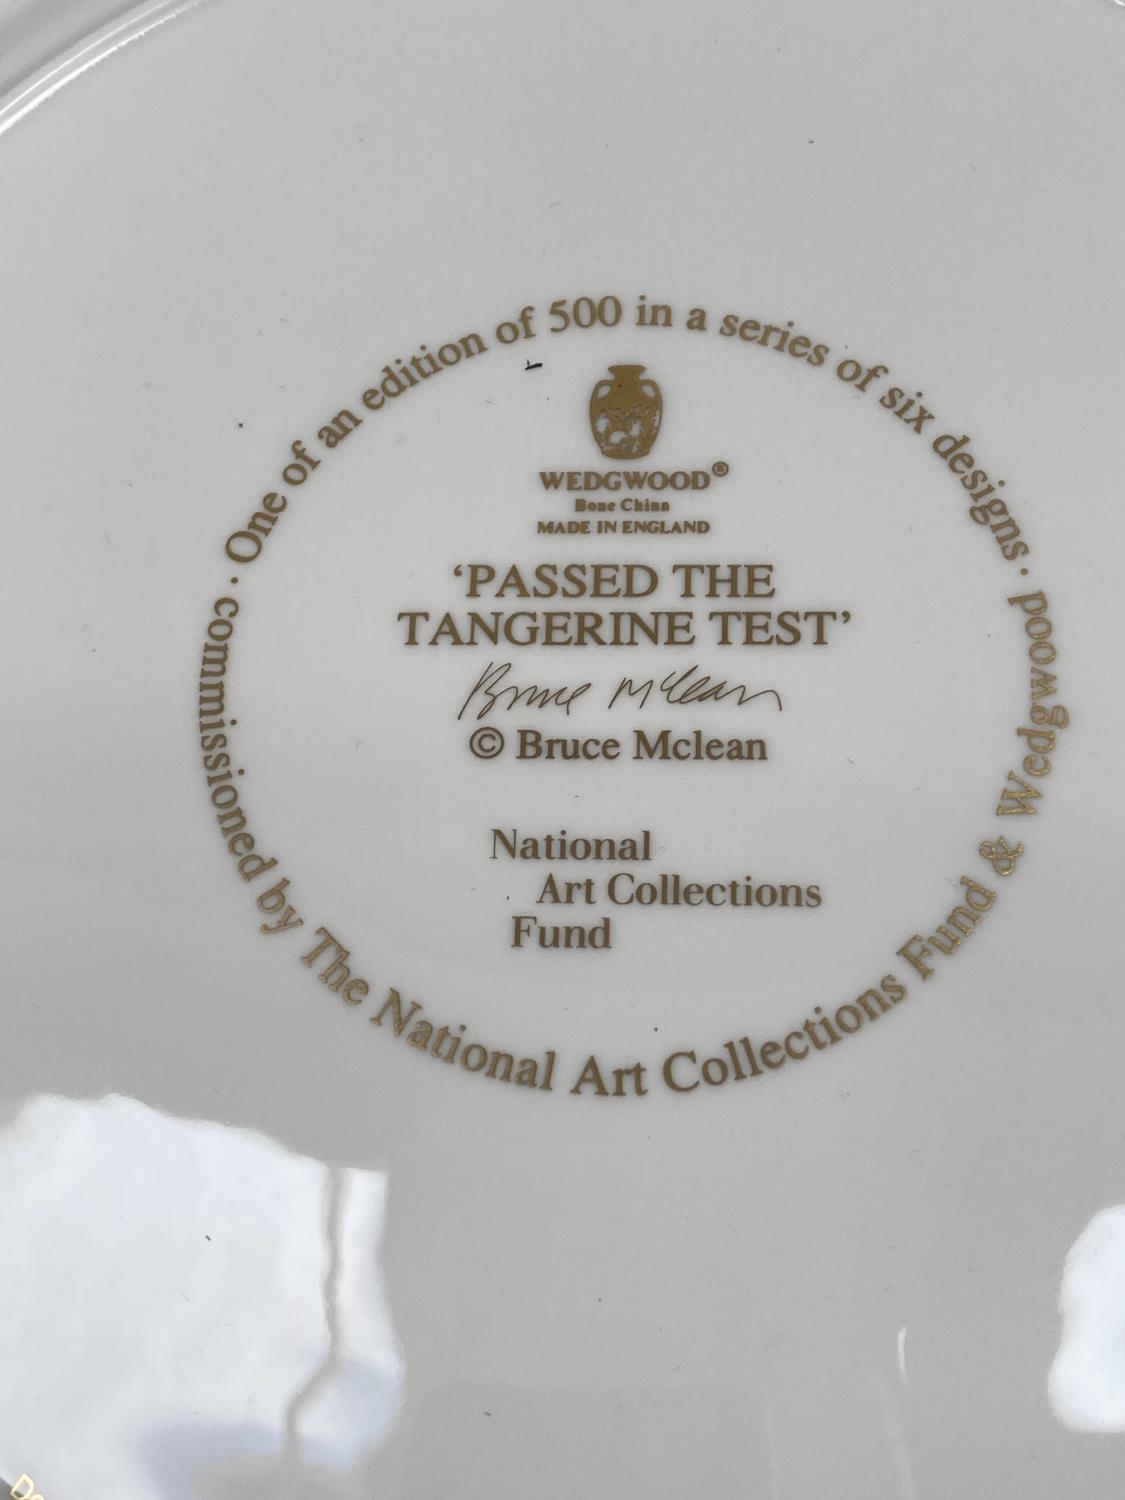 One of an edition of 500 in a series of six designs ·
WEDGWOOD®
Bone China
MADE IN ENGLAND
‘PASSED THE
TANGERINE TEST’
Bruce Mclean
© Bruce Mclean
National
Art Collections
Fund
· commissioned by The National Art Collections Fund & Wedgwood